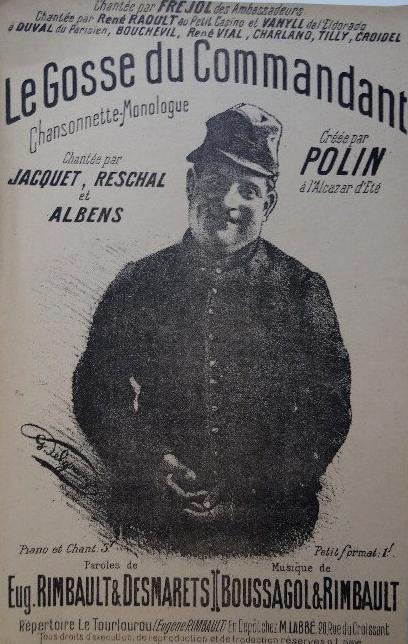 Chantée par FRÉJOL des Ambassadeurs
Chantée par René RAOULT au Petit Casino et VANYLL de l'Eldorado
à DUVAL du Parisien, BOUCHEVIL, René VIAL, CHARLAND, TILLY, CROIDEL
Le Gosse du Commandant
Chansonnette-Monologue
Chantée par
JACQUET, RESCHAL
et
ALBENS
Créée par
POLIN
à l'Alcazar d'Eté
Piano et Chant. 3f
Petit format. 1f.
Paroles de
Eug. RIMBAULT & DESMARETS
Musique de
BOUSSAGOL & RIMBAULT
Répertoire Le Tourlourou (Eugène RIMBAULT) En Dépôt chez M. LABBÉ, 20, Rue du Croissant
Tous droits d'exécution, de reproduction et de traduction réservés